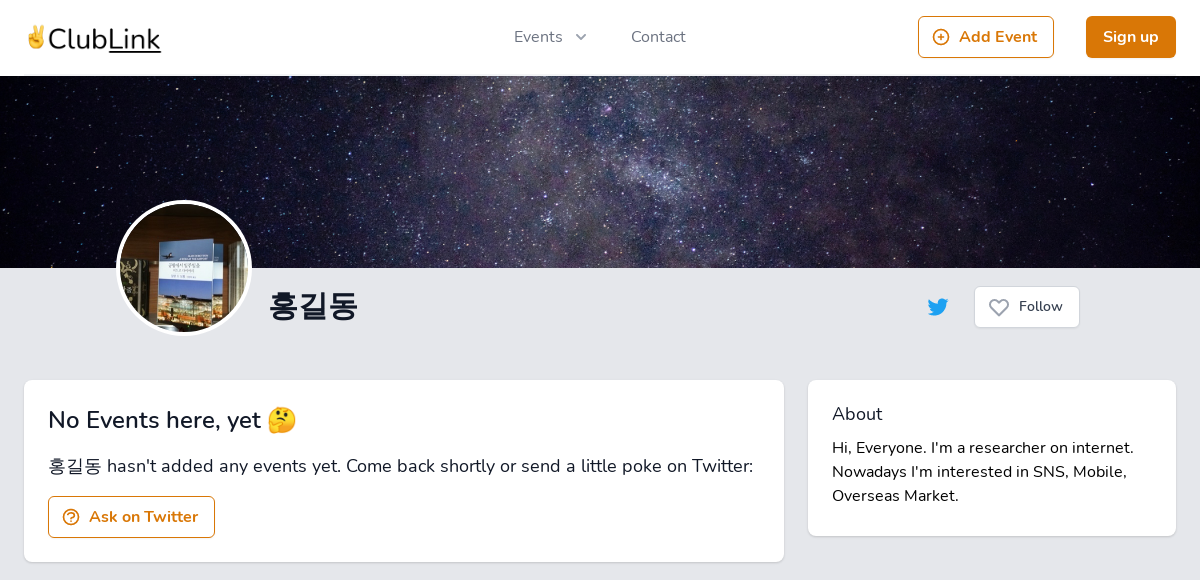 ✌️ClubLink
Events
Contact
Add Event
Sign up
홍길동
Follow
No Events here, yet 🤔
홍길동 hasn't added any events yet. Come back shortly or send a little poke on Twitter:
Ask on Twitter
About
Hi, Everyone. I'm a researcher on internet.
Nowadays I'm interested in SNS, Mobile,
Overseas Market.